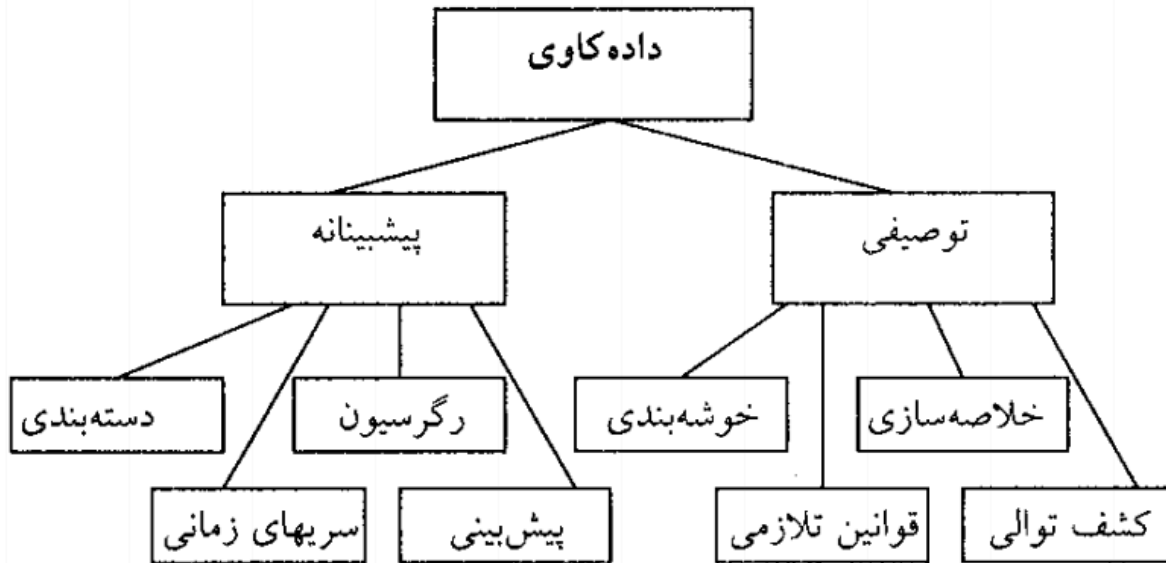 داده‌کاوی
توصیفی
پیشبینانه
خلاصه‌سازی
خوشه‌بندی
رگرسیون
دسته‌بندی
کشف توالی
قوانین تلازمی
پیش‌بینی
سریهای زمانی